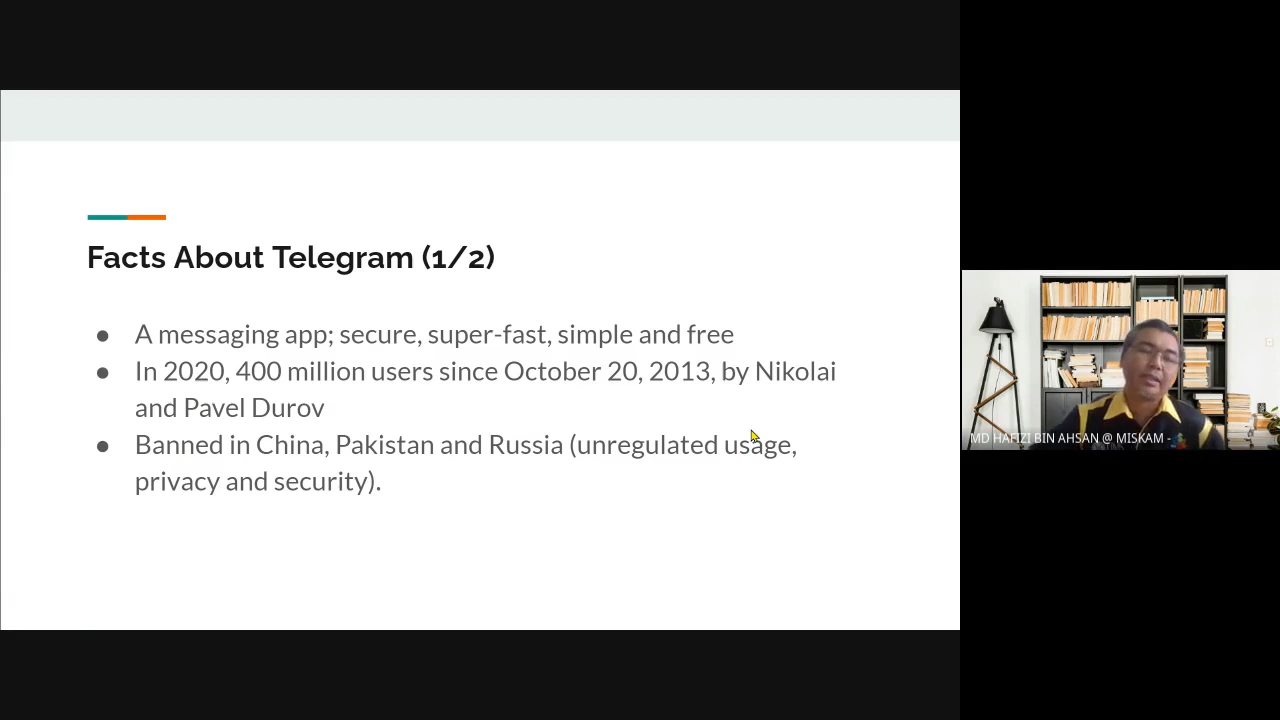 Facts About Telegram (1/2)
● A messaging app; secure, super-fast, simple and free
● In 2020, 400 million users since October 20, 2013, by Nikolai
and Pavel Durov
● Banned in China, Pakistan and Russia (unregulated usage,
privacy and security).
MD HAFIZI BIN AHSAN @ MISKAM -